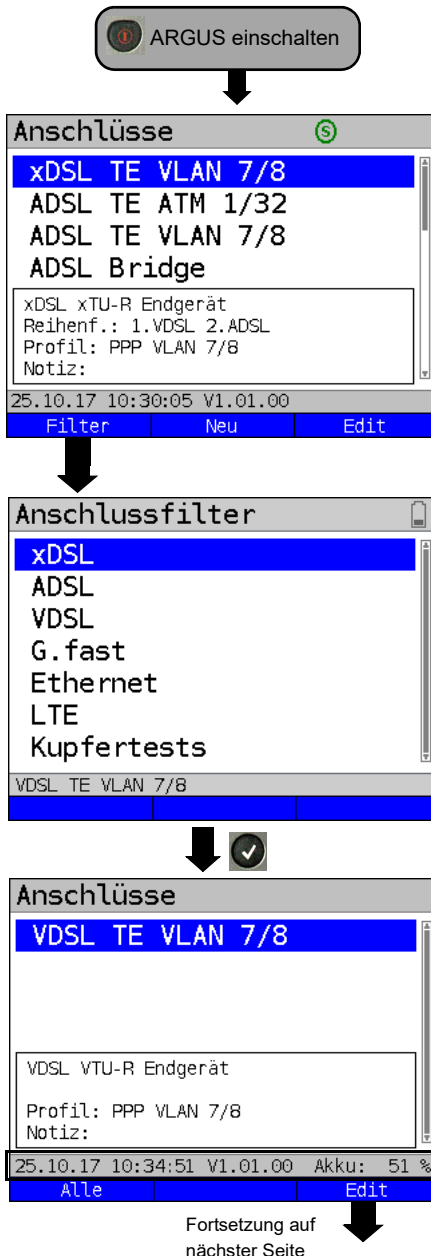 ARGUS einschalten
Anschlüsse S
xDSL TE VLAN 7/8
ADSL TE ATM 1/32
ADSL TE VLAN 7/8
ADSL Bridge
xDSL xTU-R Endgerät
Reihenf.: 1.VDSL 2.ADSL
Profil: PPP VLAN 7/8
Notiz:
25.10.17 10:30:05 V1.01.00
Filter Neu Edit
Anschlussfilter
xDSL
ADSL
VDSL
G.fast
Ethernet
LTE
Kupfertests
VDSL TE VLAN 7/8
Anschlüsse
VDSL TE VLAN 7/8
VDSL VTU-R Endgerät
Profil: PPP VLAN 7/8
Notiz:
25.10.17 10:34:51 V1.01.00 Akku: 51 %
Alle Edit
Fortsetzung auf
nächster Seite